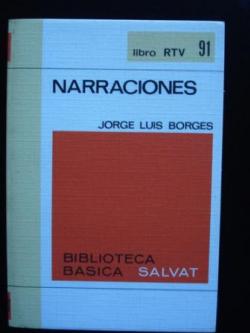 libro RTV 91
NARRACIONES
JORGE LUIS BORGES
BIBLIOTECA
BASICA SALVAT